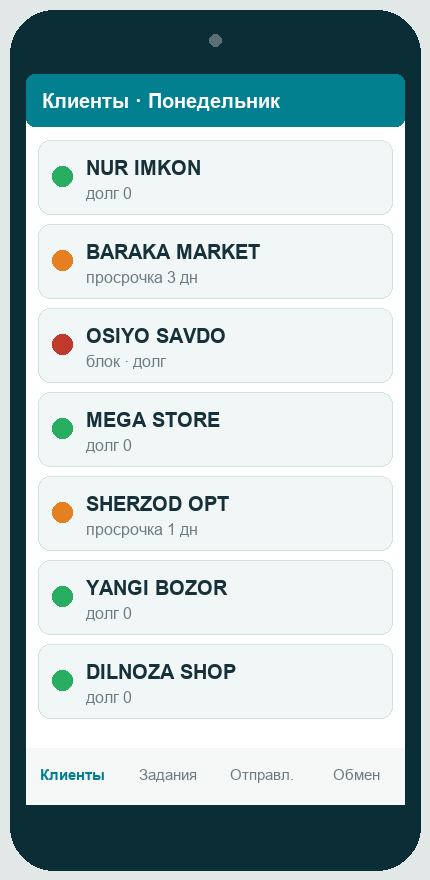 Клиенты · Понедельник
NUR IMKON
долг 0
BARAKA MARKET
просрочка 3 дн
OSIYO SAVDO
блок · долг
MEGA STORE
долг 0
SHERZOD OPT
просрочка 1 дн
YANGI BOZOR
долг 0
DILNOZA SHOP
долг 0
Клиенты Задания Отправл. Обмен